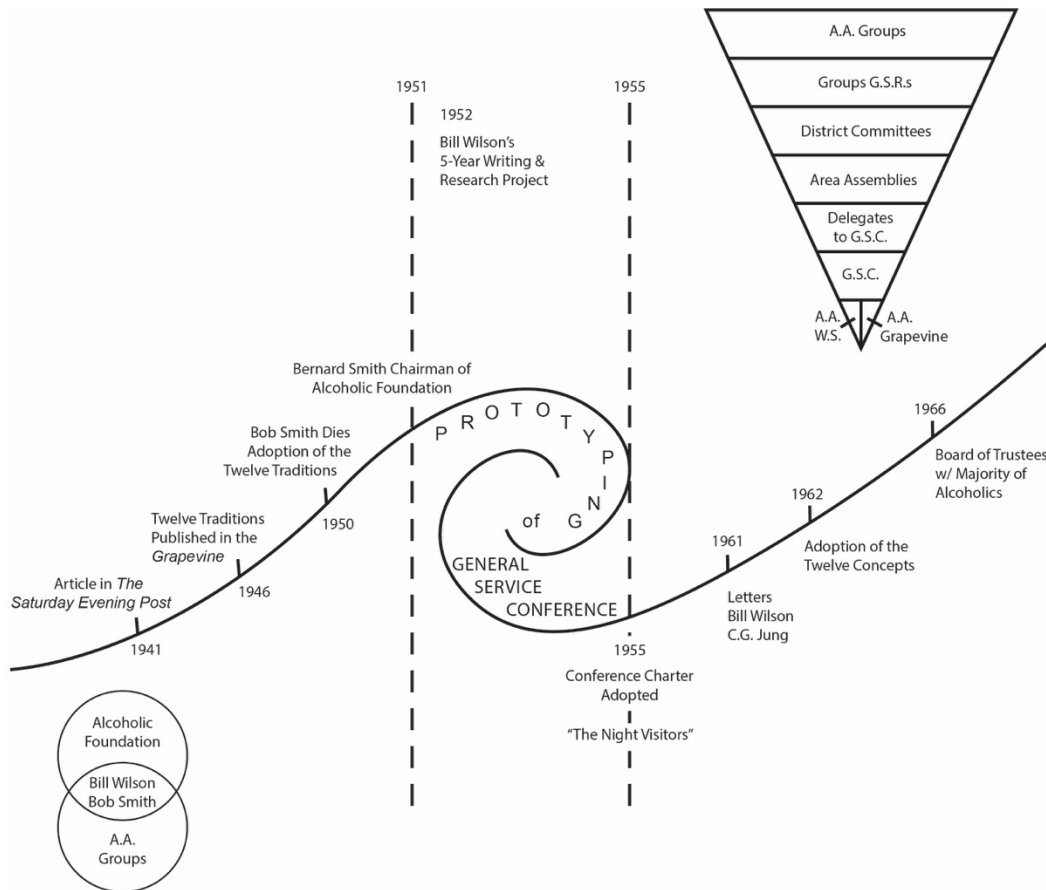 A.A. Groups
Groups G.S.R.s
District Committees
Area Assemblies
Delegates
to G.S.C.
G.S.C.
A.A.
W.S.
A.A.
Grapevine
1951
1952
Bill Wilson's
5-Year Writing &
Research Project
1955
Bernard Smith Chairman of
Alcoholic Foundation
Bob Smith Dies
Adoption of the
Twelve Traditions
1950
Twelve Traditions
Published in the
Grapevine
1946
Article in The
Saturday Evening Post
1941
PROTOTYPING
of
GENERAL
SERVICE
CONFERENCE
1955
Conference Charter
Adopted
"The Night Visitors"
1961
Letters
Bill Wilson
C.G. Jung
1962
Adoption of the
Twelve Concepts
1966
Board of Trustees
w/ Majority of
Alcoholics
Alcoholic
Foundation
Bill Wilson
Bob Smith
A.A.
Groups